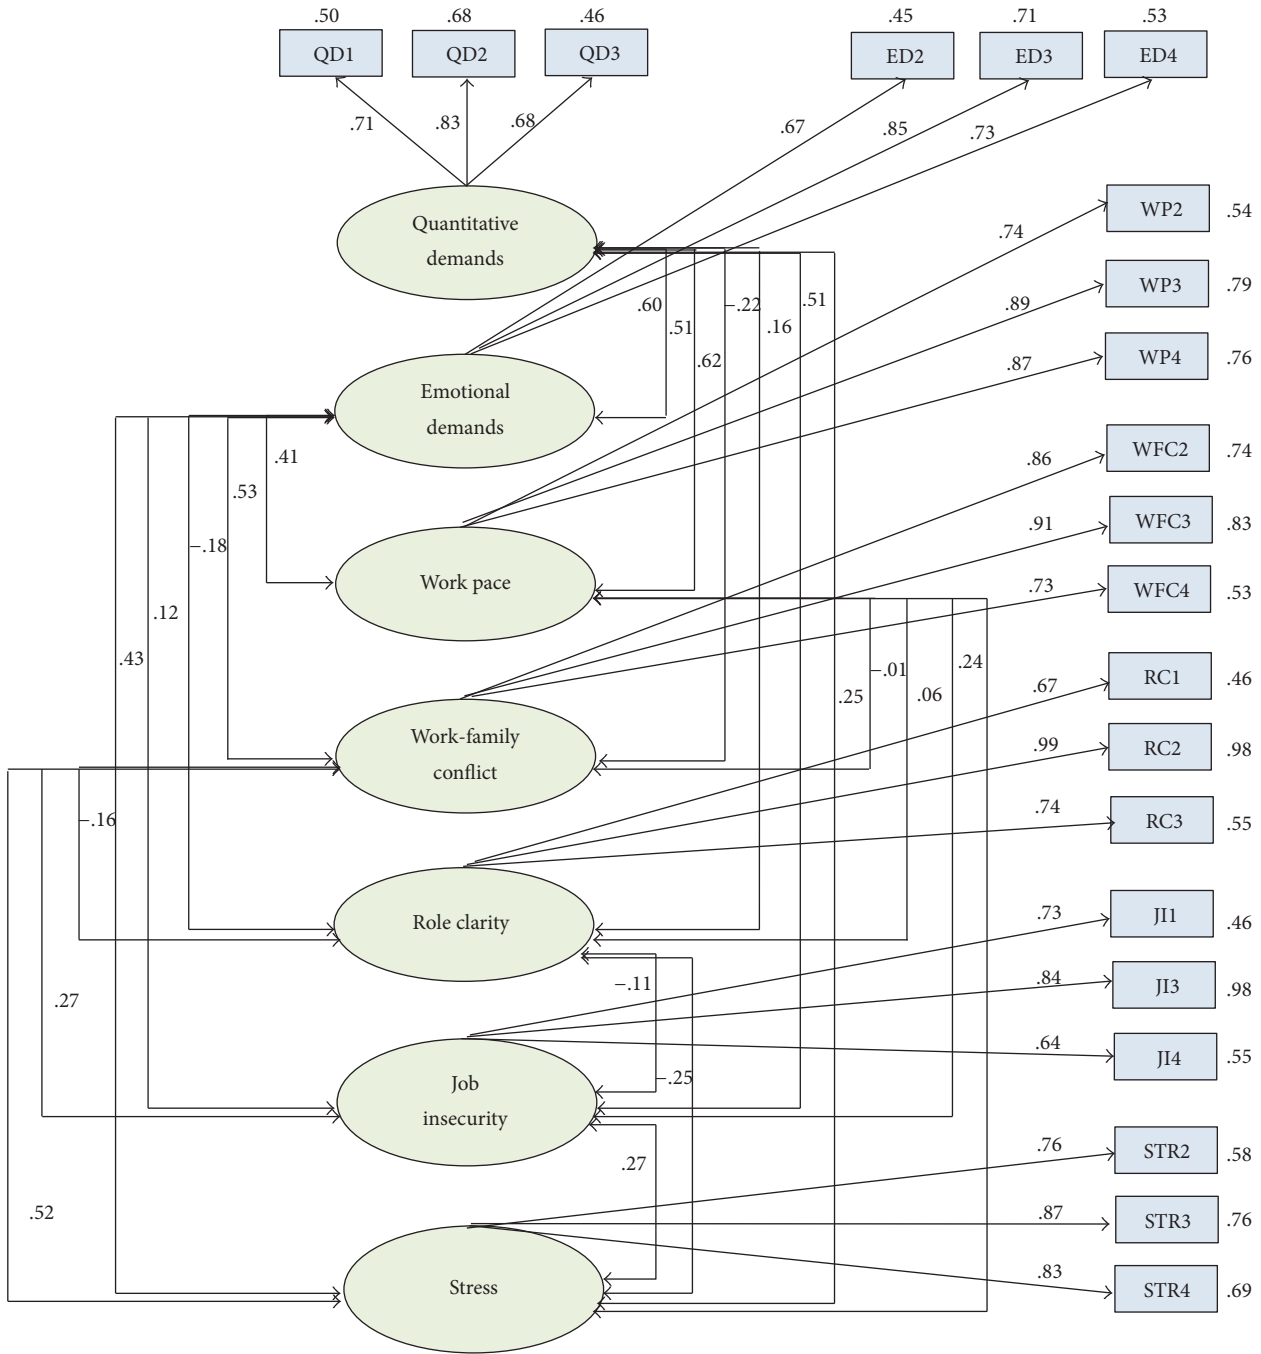 .50 .68 .46 .45 .71 .53
QD1 QD2 QD3 ED2 ED3 ED4
.71 .83 .68 .67 .85 .73
Quantitative
demands
.74 WP2 .54
.89 WP3 .79
.87 WP4 .76
.60 .51 .62 −.22 .16 .51
Emotional
demands
.41
.53
−.18
.12
.43
.86 WFC2 .74
.91 WFC3 .83
.73 WFC4 .53
Work pace
.25 −.01 .06 .24
.67 RC1 .46
.99 RC2 .98
.74 RC3 .55
Work-family
conflict
−.16
.27
.52
Role clarity
−.11
−.25
.73 JI1 .46
.84 JI3 .98
.64 JI4 .55
Job
insecurity
.27
.76 STR2 .58
.87 STR3 .76
.83 STR4 .69
Stress